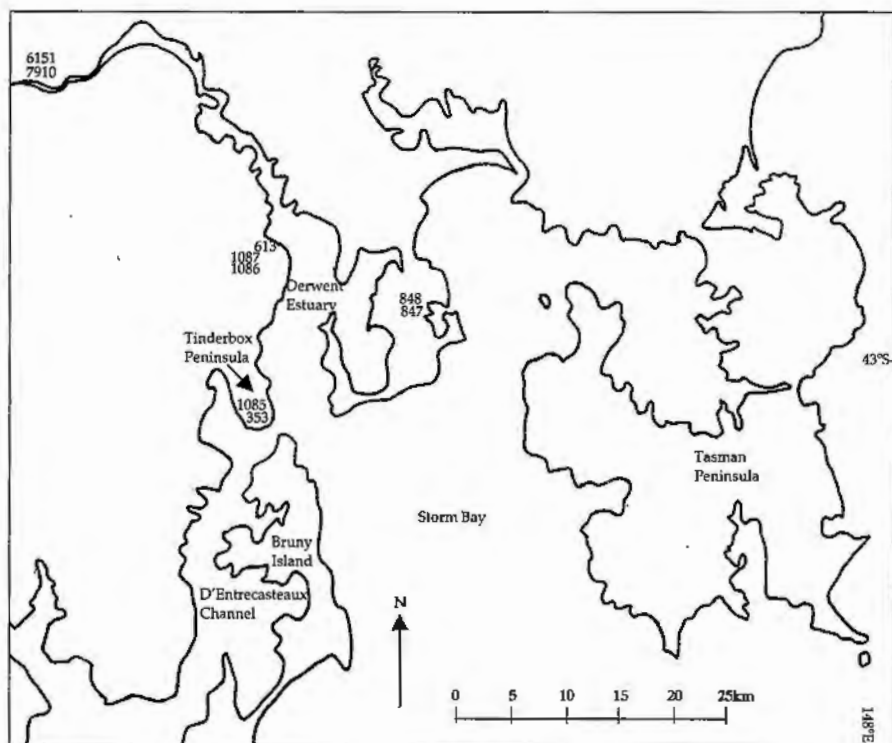 6151
7910
613
1087
1086
Derwent
Estuary
848
847
Tinderbox
Peninsula
43°S
1085
353
Tasman
Peninsula
Storm Bay
Bruny
Island
D'Entrecasteaux
Channel
N
0 5 10 15 20 25km
148°E